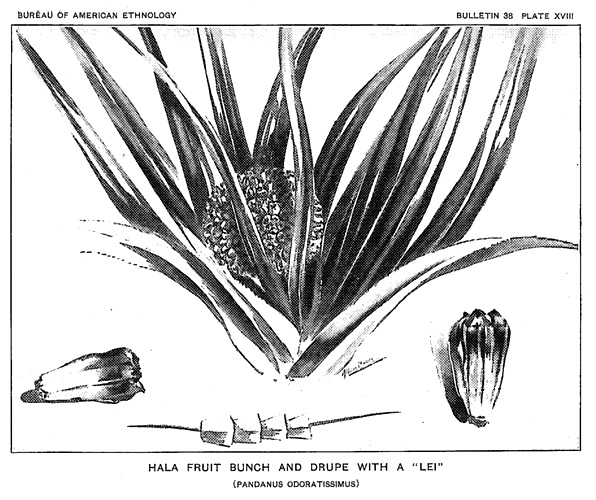 BUREAU OF AMERICAN ETHNOLOGY
BULLETIN 38 PLATE XVIII
HALA FRUIT BUNCH AND DRUPE WITH A "LEI"
(PANDANUS ODORATISSIMUS)